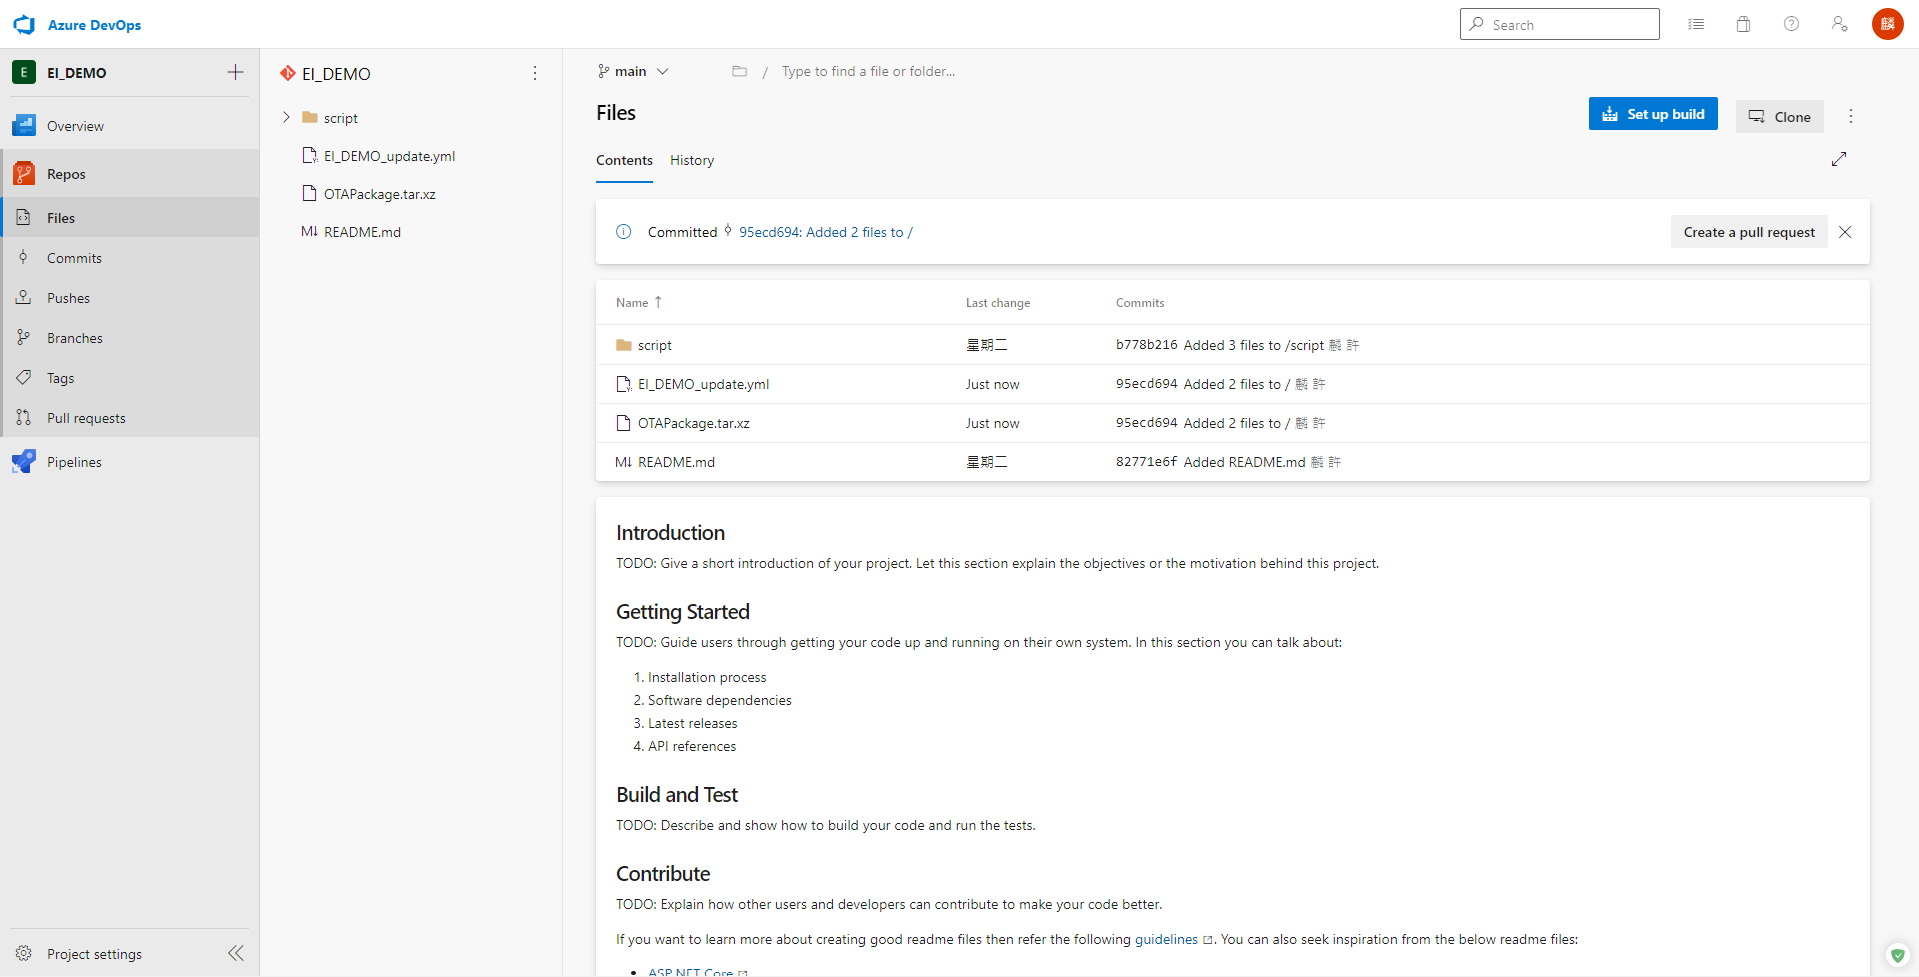 Azure DevOps
Search
麟
E EI_DEMO
Overview
Repos
Files
Commits
Pushes
Branches
Tags
Pull requests
Pipelines
Project settings
EI_DEMO
script
EI_DEMO_update.yml
OTAPackage.tar.xz
M↓ README.md
main
/ Type to find a file or folder...
Files
Set up build
Clone
Contents History
Committed 95ecd694: Added 2 files to /
Create a pull request
Name ↑ Last change Commits
script 星期二 b778b216 Added 3 files to /script 麟 許
EI_DEMO_update.yml Just now 95ecd694 Added 2 files to / 麟 許
OTAPackage.tar.xz Just now 95ecd694 Added 2 files to / 麟 許
M↓ README.md 星期二 82771e6f Added README.md 麟 許
Introduction
TODO: Give a short introduction of your project. Let this section explain the objectives or the motivation behind this project.
Getting Started
TODO: Guide users through getting your code up and running on their own system. In this section you can talk about:
1. Installation process
2. Software dependencies
3. Latest releases
4. API references
Build and Test
TODO: Describe and show how to build your code and run the tests.
Contribute
TODO: Explain how other users and developers can contribute to make your code better.
If you want to learn more about creating good readme files then refer the following guidelines. You can also seek inspiration from the below readme files:
• ASP.NET Core